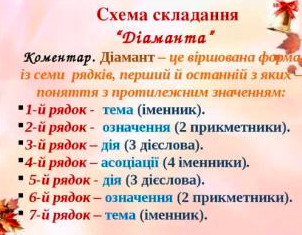 Схема складання
“Діаманта”
Коментар. Діамант – це віршована форма
із семи рядків, перший й останній з яких -
поняття з протилежним значенням:
▪ 1-й рядок - тема (іменник).
▪ 2-й рядок - означення (2 прикметники).
▪ 3-й рядок – дія (3 дієслова).
▪ 4-й рядок – асоціації (4 іменники).
▪ 5-й рядок - дія (3 дієслова).
▪ 6-й рядок – означення (2 прикметники).
▪ 7-й рядок – тема (іменник).